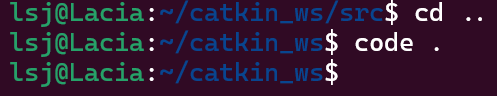 lsj@Lacia:~/catkin_ws/src$ cd ..
lsj@Lacia:~/catkin_ws$ code .
lsj@Lacia:~/catkin_ws$